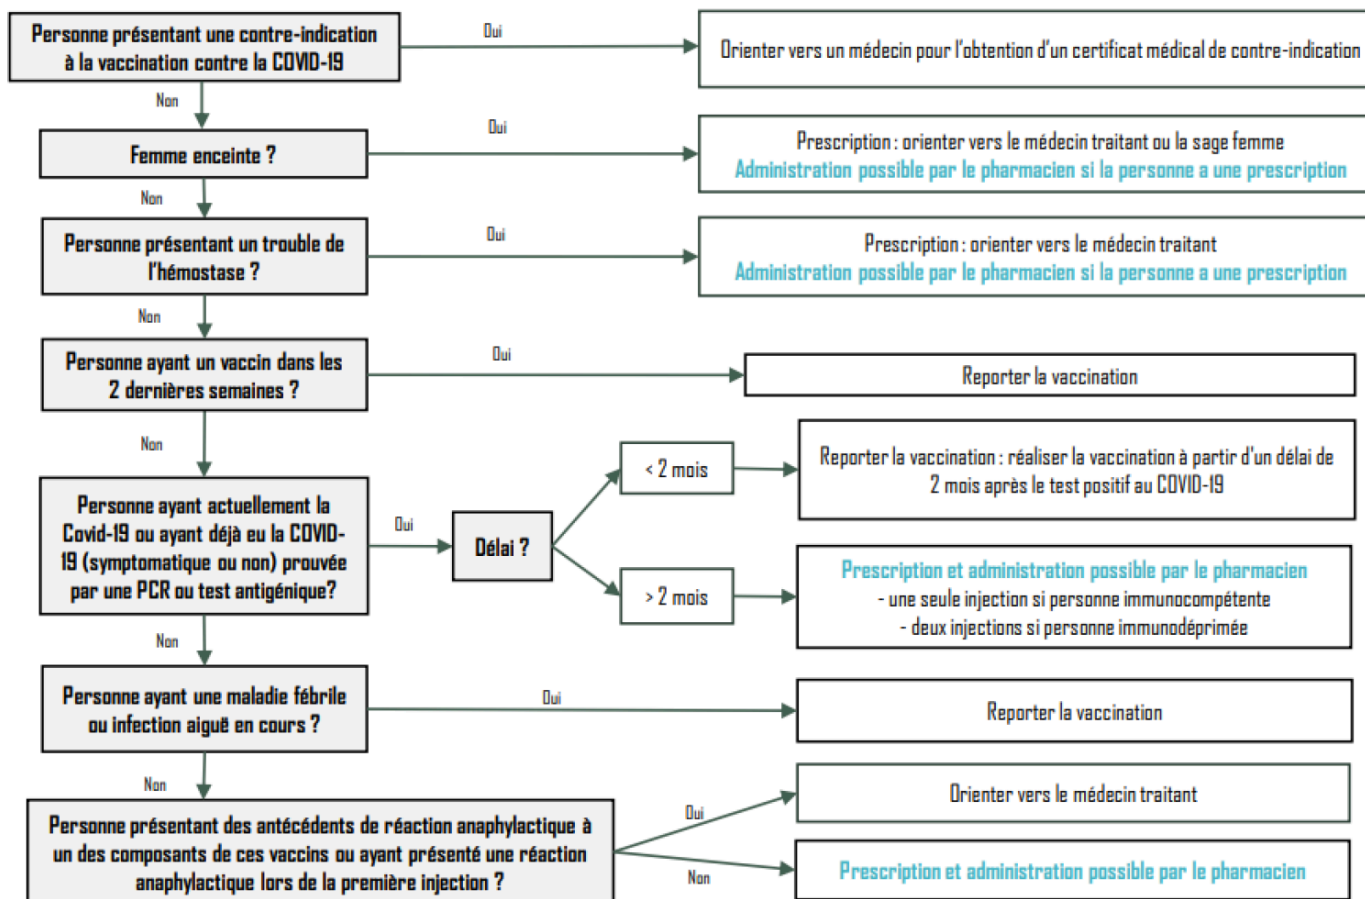 Personne présentant une contre-indication
à la vaccination contre la COVID-19
Oui
Orienter vers un médecin pour l'obtention d'un certificat médical de contre-indication
Non
Femme enceinte ?
Oui
Prescription : orienter vers le médecin traitant ou la sage femme
Administration possible par le pharmacien si la personne a une prescription
Non
Personne présentant un trouble de
l'hémostase ?
Oui
Prescription : orienter vers le médecin traitant
Administration possible par le pharmacien si la personne a une prescription
Non
Personne ayant un vaccin dans les
2 dernières semaines ?
Oui
Reporter la vaccination
Non
Personne ayant actuellement la
Covid-19 ou ayant déjà eu la COVID-
19 (symptomatique ou non) prouvée
par une PCR ou test antigénique?
Oui
Délai ?
< 2 mois
Reporter la vaccination : réaliser la vaccination à partir d'un délai de
2 mois après le test positif au COVID-19
> 2 mois
Prescription et administration possible par le pharmacien
- une seule injection si personne immunocompétente
- deux injections si personne immunodéprimée
Non
Personne ayant une maladie fébrile
ou infection aiguë en cours ?
Oui
Reporter la vaccination
Non
Personne présentant des antécédents de réaction anaphylactique à
un des composants de ces vaccins ou ayant présenté une réaction
anaphylactique lors de la première injection ?
Oui
Orienter vers le médecin traitant
Non
Prescription et administration possible par le pharmacien